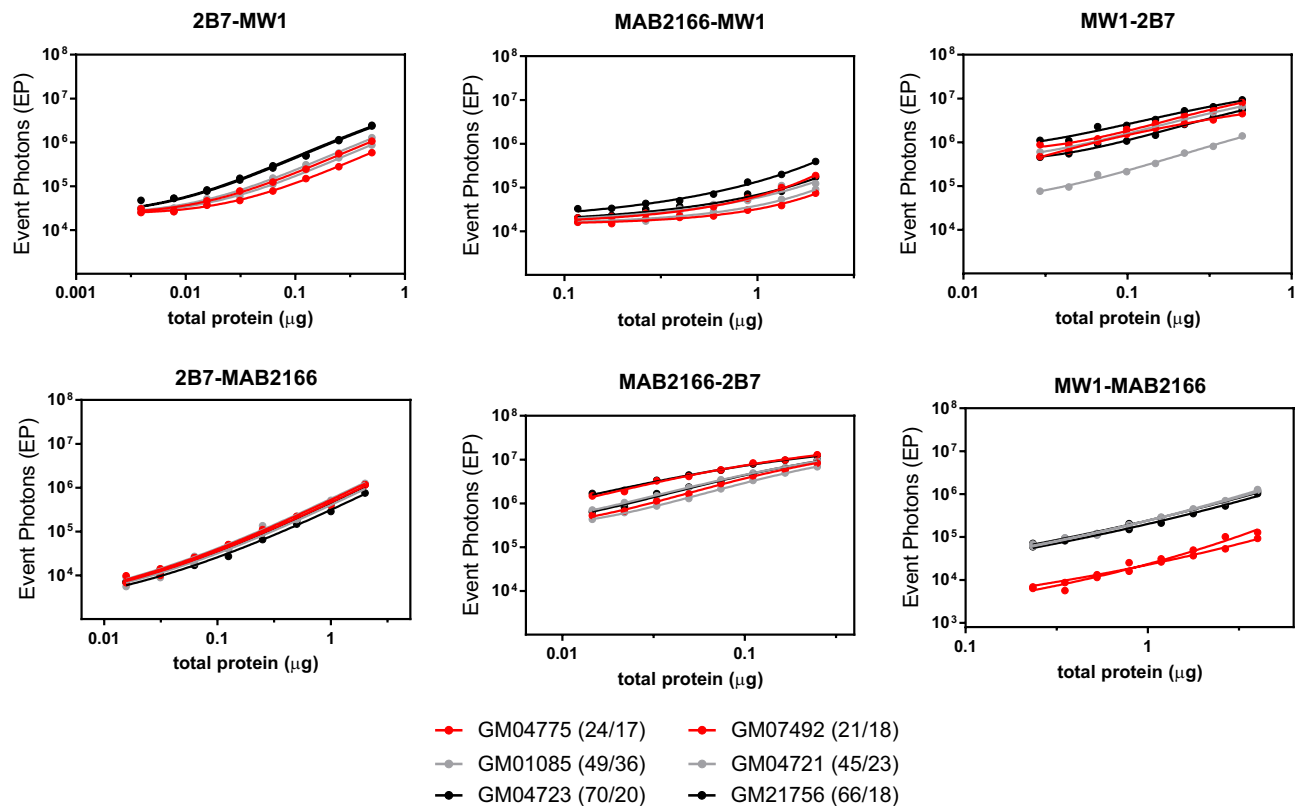 2B7-MW1
MAB2166-MW1
MW1-2B7
Event Photons (EP)
10⁸
10⁷
10⁶
10⁵
10⁴
0.001
0.01
0.1
1
total protein (μg)
Event Photons (EP)
10⁸
10⁷
10⁶
10⁵
10⁴
0.1
1
total protein (μg)
Event Photons (EP)
10⁸
10⁷
10⁶
10⁵
10⁴
0.01
0.1
1
total protein (μg)
2B7-MAB2166
MAB2166-2B7
MW1-MAB2166
Event Photons (EP)
10⁸
10⁷
10⁶
10⁵
10⁴
0.01
0.1
1
total protein (μg)
Event Photons (EP)
10⁸
10⁷
10⁶
10⁵
10⁴
0.01
0.1
total protein (μg)
Event Photons (EP)
10⁸
10⁷
10⁶
10⁵
10⁴
10³
0.1
1
total protein (μg)
GM04775 (24/17)
GM07492 (21/18)
GM01085 (49/36)
GM04721 (45/23)
GM04723 (70/20)
GM21756 (66/18)